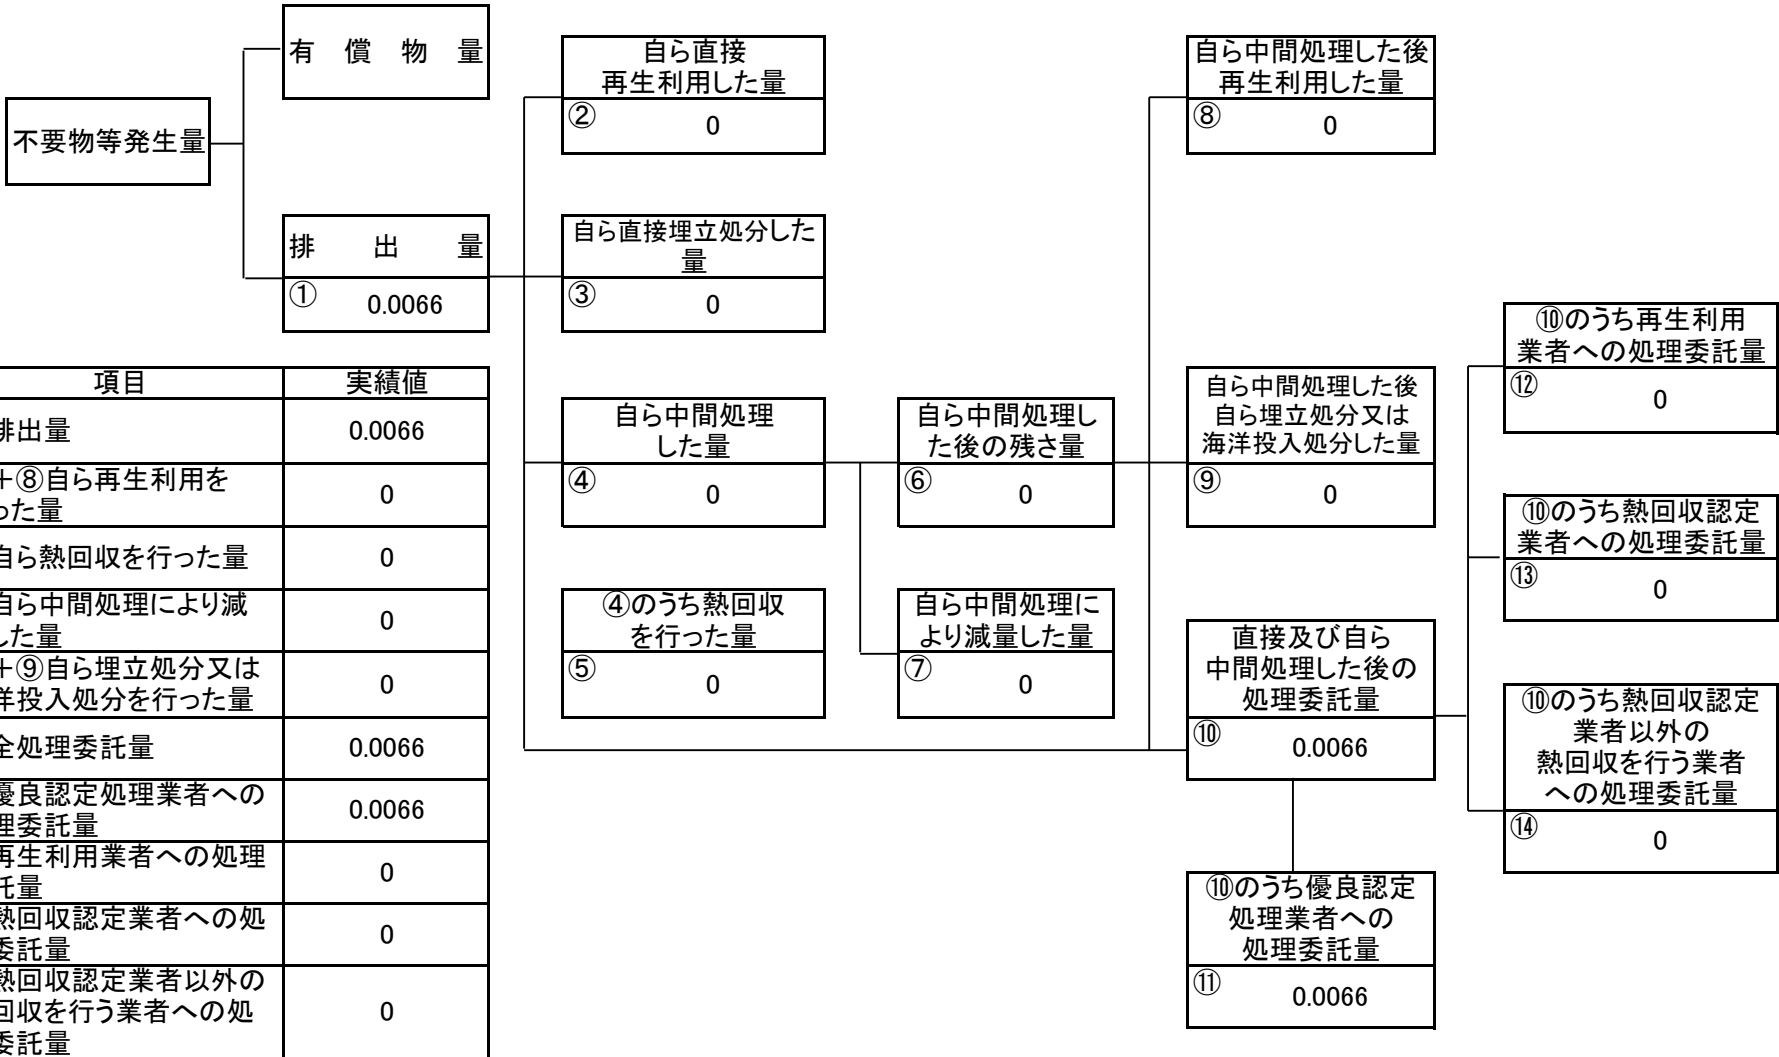 不要物等発生量
有償物量
排出量
①
0.0066
自ら直接
再生利用した量
②
0
自ら直接埋立処分した
量
③
0
自ら中間処理
した量
④
0
④のうち熱回収
を行った量
⑤
0
自ら中間処理し
た後の残さ量
⑥
0
自ら中間処理に
より減量した量
⑦
0
自ら中間処理した後
再生利用した量
⑧
0
自ら中間処理した後
自ら埋立処分又は
海洋投入処分した量
⑨
0
直接及び自ら
中間処理した後の
処理委託量
⑩
0.0066
⑩のうち優良認定
処理業者への
処理委託量
⑪
0.0066
⑩のうち再生利用
業者への処理委託量
⑫
0
⑩のうち熱回収認定
業者への処理委託量
⑬
0
⑩のうち熱回収認定
業者以外の
熱回収を行う業者
への処理委託量
⑭
0
項目 実績値
排出量 0.0066
+⑧自ら再生利用を
った量
0
自ら熱回収を行った量 0
自ら中間処理により減
した量
0
+⑨自ら埋立処分又は
洋投入処分を行った量
0
全処理委託量 0.0066
優良認定処理業者への
理委託量
0.0066
再生利用業者への処理
託量
0
熱回収認定業者への処
委託量
0
熱回収認定業者以外の
回収を行う業者への処
委託量
0